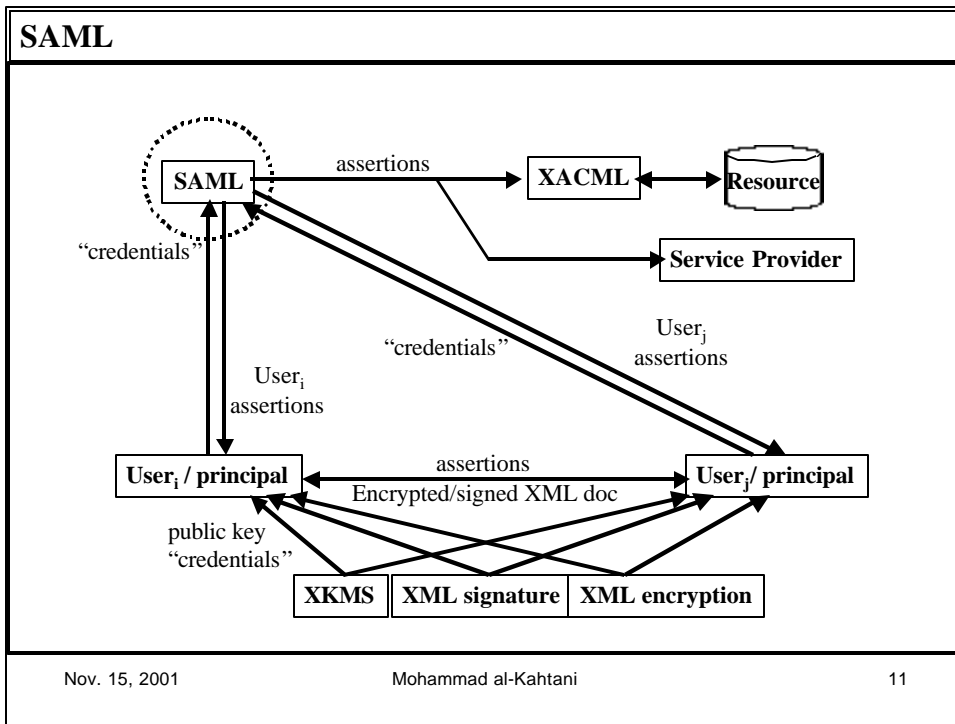 SAML
assertions
SAML
XACML
Resource
“credentials”
Service Provider
“credentials”
User_j
assertions
User_i
assertions
User_i / principal
assertions
Encrypted/signed XML doc
User_j/ principal
public key
“credentials”
XKMS
XML signature
XML encryption
Nov. 15, 2001
Mohammad al-Kahtani
11